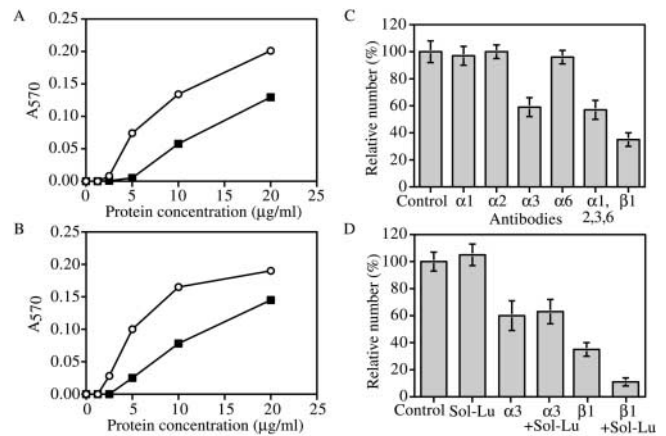 A
0.25
0.20
0.15
0.10
0.05
0.00
A570
0 5 10 15 20 25
Protein concentration (µg/ml)
B
0.25
0.20
0.15
0.10
0.05
0.00
A570
0 5 10 15 20 25
Protein concentration (µg/ml)
C
120
100
80
60
40
20
0
Relative number (%)
Control α1 α2 α3 α6 α1, β1
2,3,6
Antibodies
D
120
100
80
60
40
20
0
Relative number (%)
Control Sol-Lu α3 α3 β1 β1
+Sol-Lu +Sol-Lu